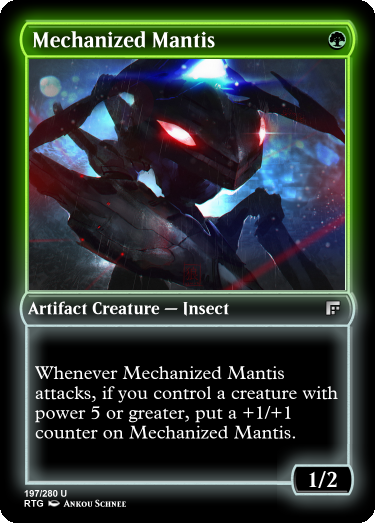 Mechanized Mantis
Artifact Creature — Insect
Whenever Mechanized Mantis
attacks, if you control a creature with
power 5 or greater, put a +1/+1
counter on Mechanized Mantis.
1/2
197/280 U
RTG Ankou Schnee